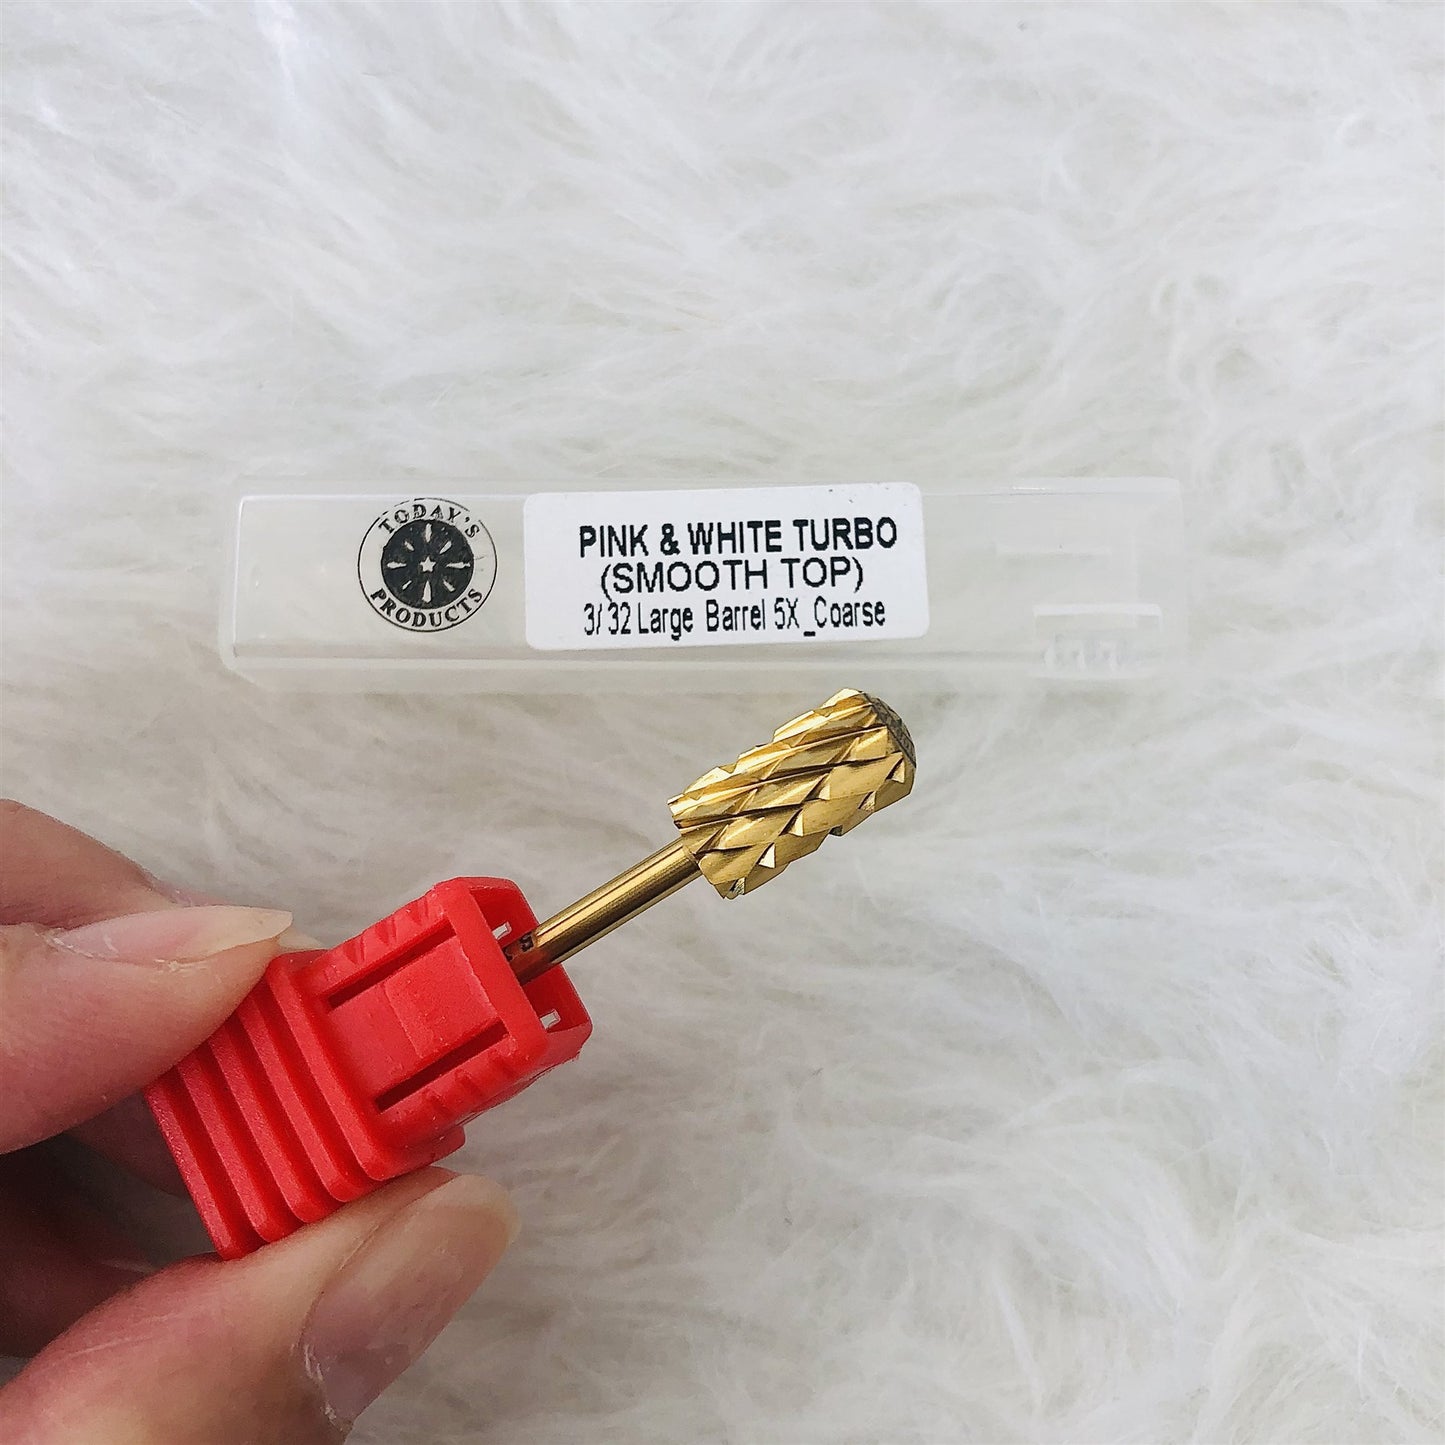 TODAY'S
PRODUCTS
PINK & WHITE TURBO
(SMOOTH TOP)
3/32 Large Barrel 5X_Coarse